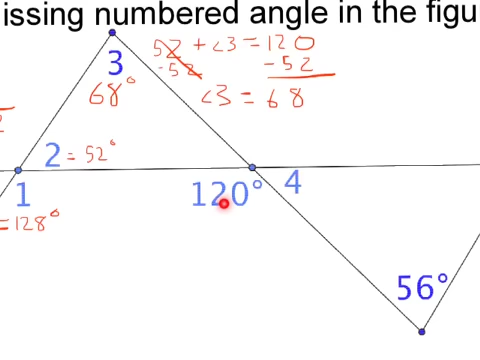 issing numbered angle in the figu
52 + <3 = 120
-52 -52
3
68°
<3 = 68
2 = 52°
1
= 128°
120° 4
56°